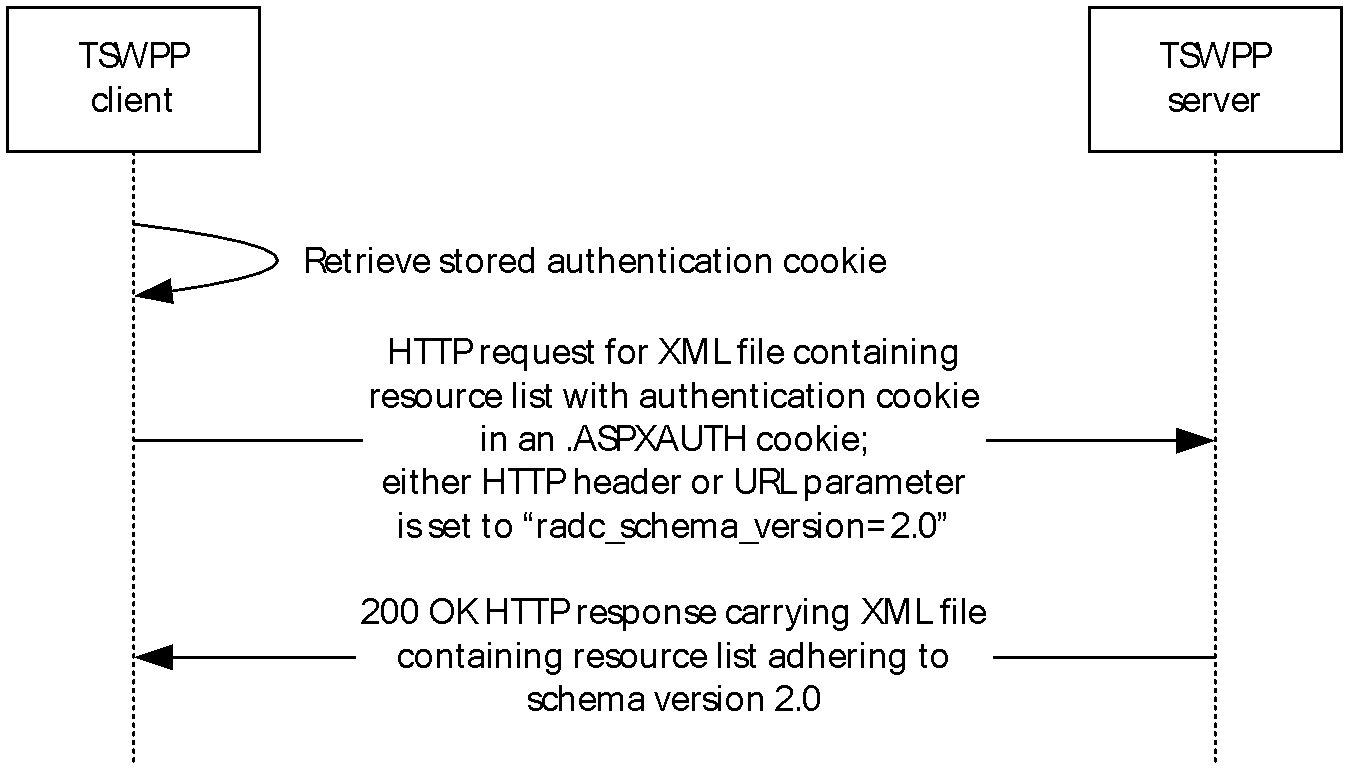 TSWPP
client
TSWPP
server
Retrieve stored authentication cookie
HTTP request for XML file containing
resource list with authentication cookie
in an .ASPXAUTH cookie;
either HTTP header or URL parameter
is set to “radc_schema_version= 2.0”
200 OK HTTP response carrying XML file
containing resource list adhering to
schema version 2.0